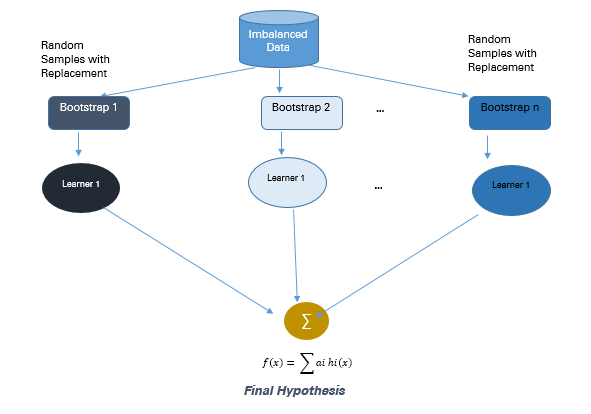 Imbalanced
Data
Random
Samples with
Replacement
Random
Samples with
Replacement
Bootstrap 1
Bootstrap 2
...
Bootstrap n
Learner 1
Learner 1
...
Learner 1
∑
f(x) = ∑ ai hi(x)
Final Hypothesis